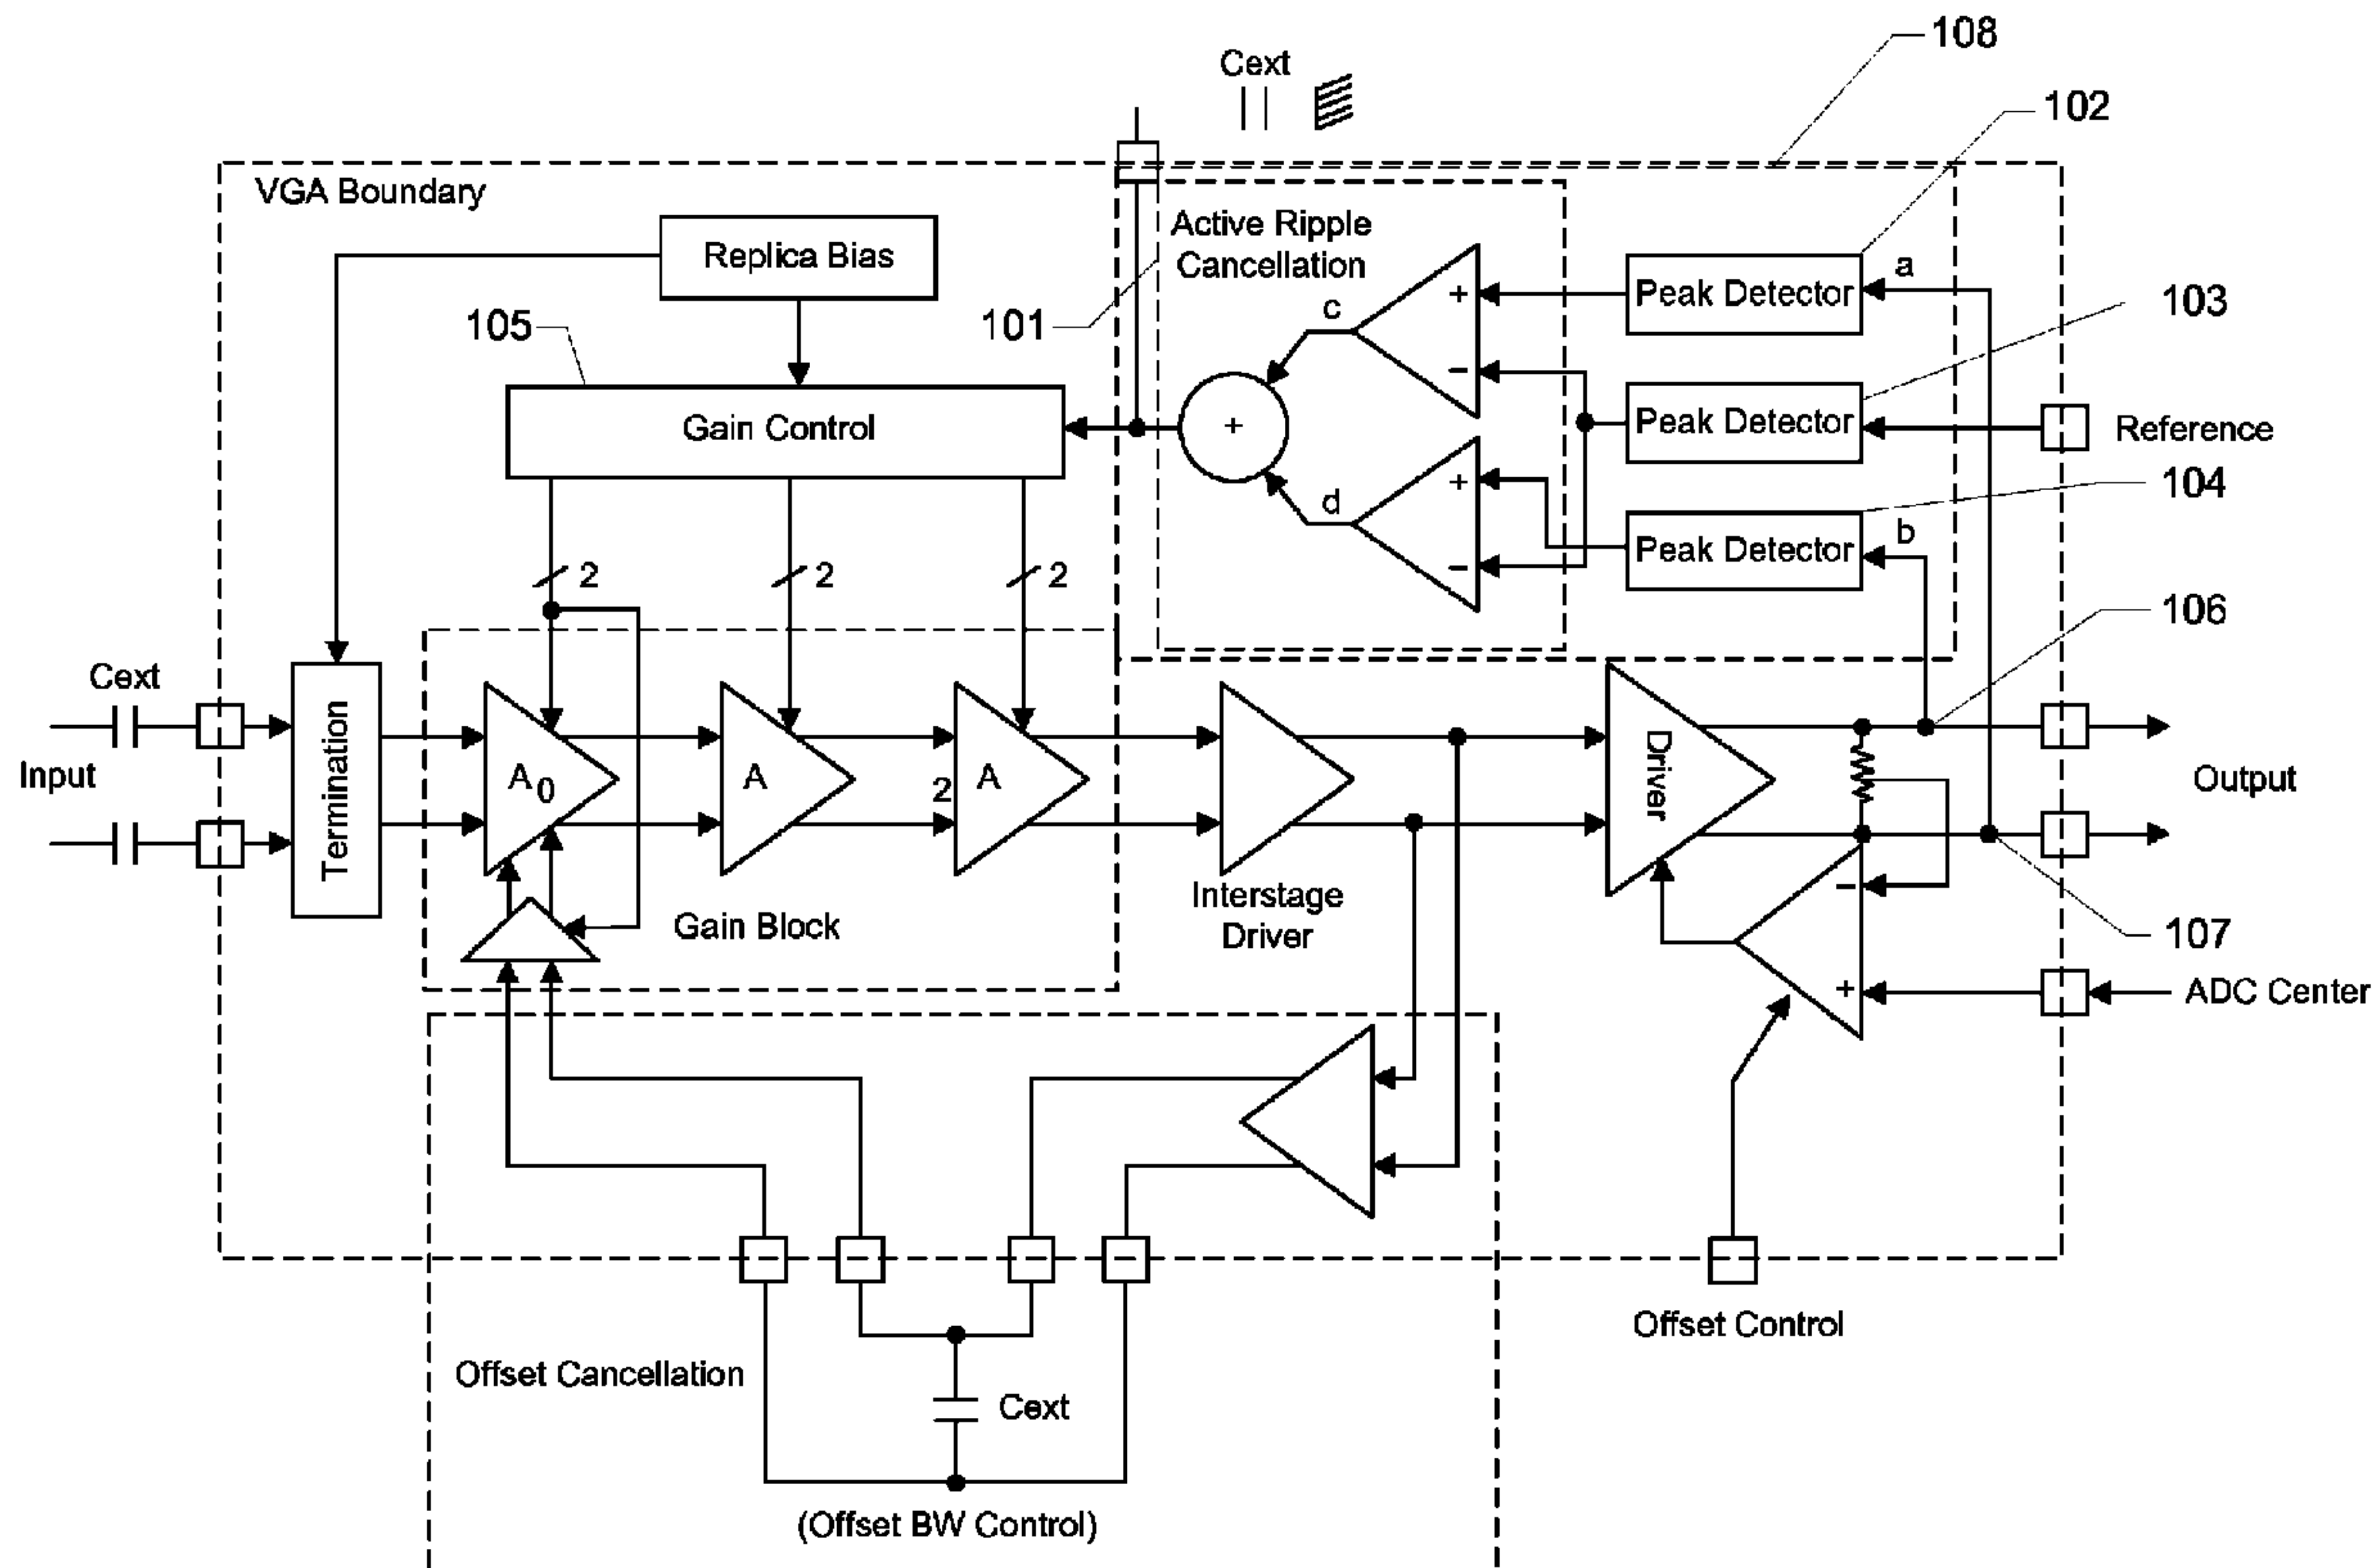 108
Cext
102
VGA Boundary
Active Ripple
Cancellation
Replica Bias
a
Peak Detector
+
c
103
105
101
-
Gain Control
+
Peak Detector
Reference
+
104
d
b
Peak Detector
-
2
2
2
106
Cext
Input
Termination
A0
A
2
A
Driver
Output
Interstage
Driver
-
Gain Block
107
+
ADC Center
Offset Control
Offset Cancellation
Cext
(Offset BW Control)